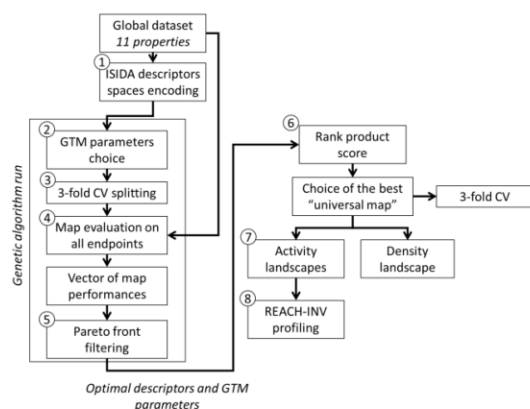 Global dataset
11 properties
1
ISIDA descriptors
spaces encoding
Genetic algorithm run
2
GTM parameters
choice
3
3-fold CV splitting
4
Map evaluation on
all endpoints
Vector of map
performances
5
Pareto front
filtering
Optimal descriptors and GTM
parameters
6
Rank product
score
Choice of the best
“universal map”
3-fold CV
7
Activity
landscapes
Density
landscape
8
REACH-INV
profiling